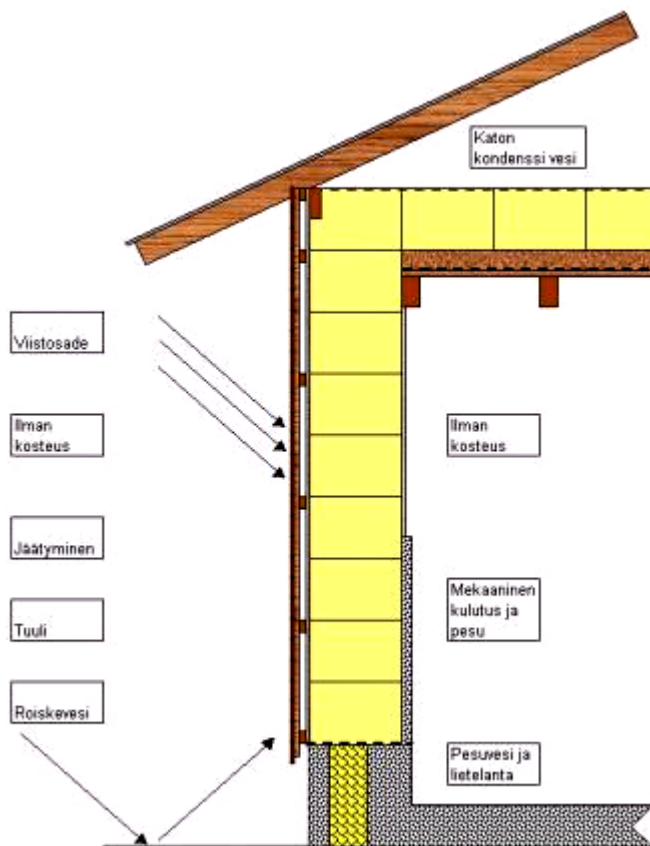 Katon
kondenssi vesi
Viistosade
Ilman
kosteus
Ilman
kosteus
Jäätyminen
Mekaaninen
kulutus ja
pesu
Tuuli
Roiskevesi
Pesuvesi ja
lietelanta